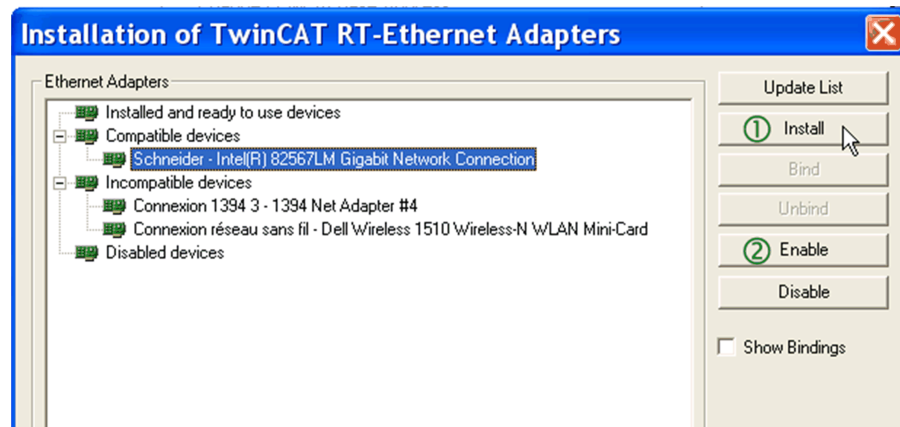 Installation of TwinCAT RT-Ethernet Adapters
Ethernet Adapters
Installed and ready to use devices
Compatible devices
Schneider - Intel(R) 82567LM Gigabit Network Connection
Incompatible devices
Connexion 1394 3 - 1394 Net Adapter #4
Connexion réseau sans fil - Dell Wireless 1510 Wireless-N WLAN Mini-Card
Disabled devices
Update List
① Install
Bind
Unbind
② Enable
Disable
Show Bindings